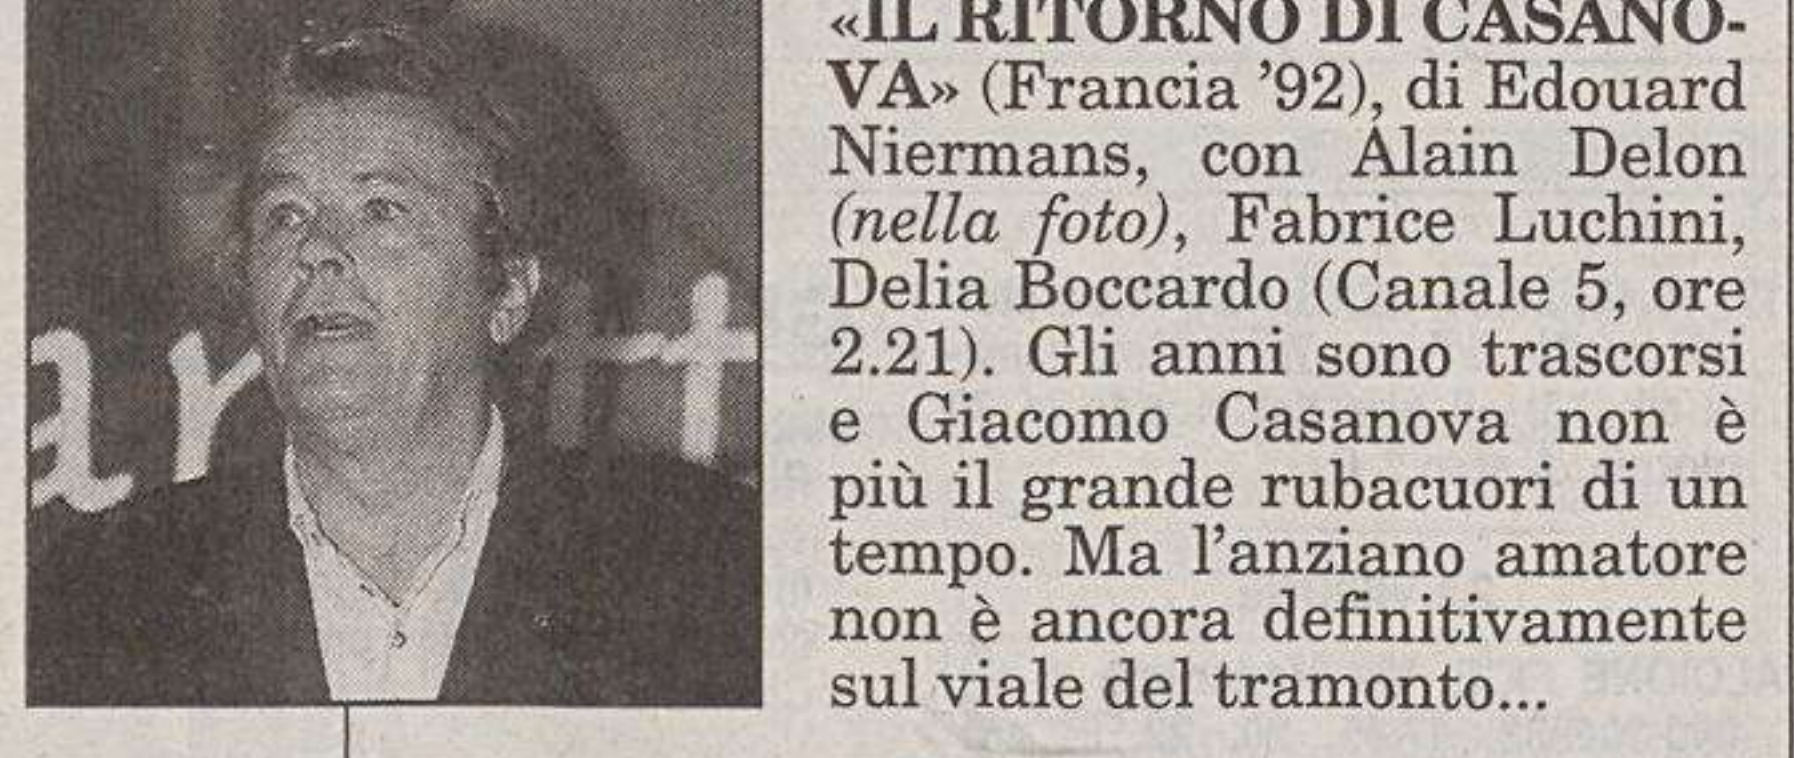 «IL RITORNO DI CASANO-
VA» (Francia ’92), di Edouard
Niermans, con Alain Delon
(nella foto), Fabrice Luchini,
Delia Boccardo (Canale 5, ore
2.21). Gli anni sono trascorsi
e Giacomo Casanova non è
più il grande rubacuori di un
tempo. Ma l’anziano amatore
non è ancora definitivamente
sul viale del tramonto...
ar
tt